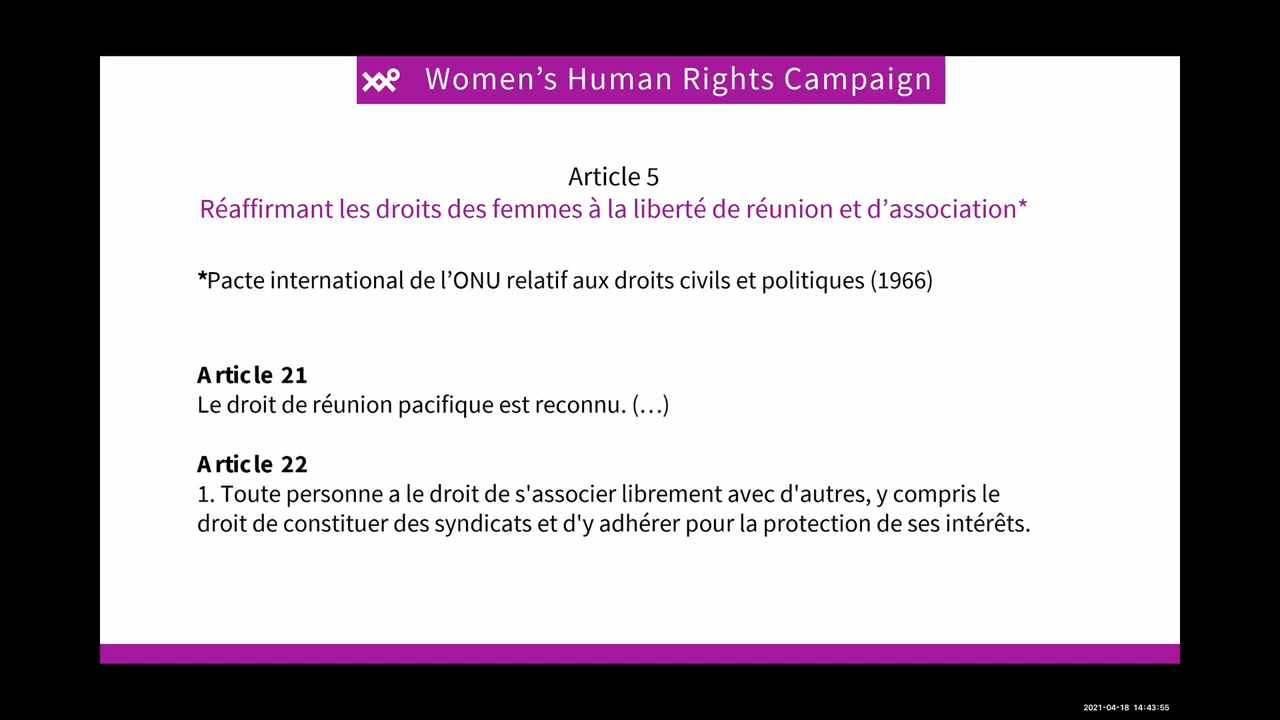 Women’s Human Rights Campaign
Article 5
Réaffirmant les droits des femmes à la liberté de réunion et d’association*
*Pacte international de l’ONU relatif aux droits civils et politiques (1966)
Article 21
Le droit de réunion pacifique est reconnu. (…)
Article 22
1. Toute personne a le droit de s'associer librement avec d'autres, y compris le
droit de constituer des syndicats et d'y adhérer pour la protection de ses intérêts.
2021-04-18 14:43:55